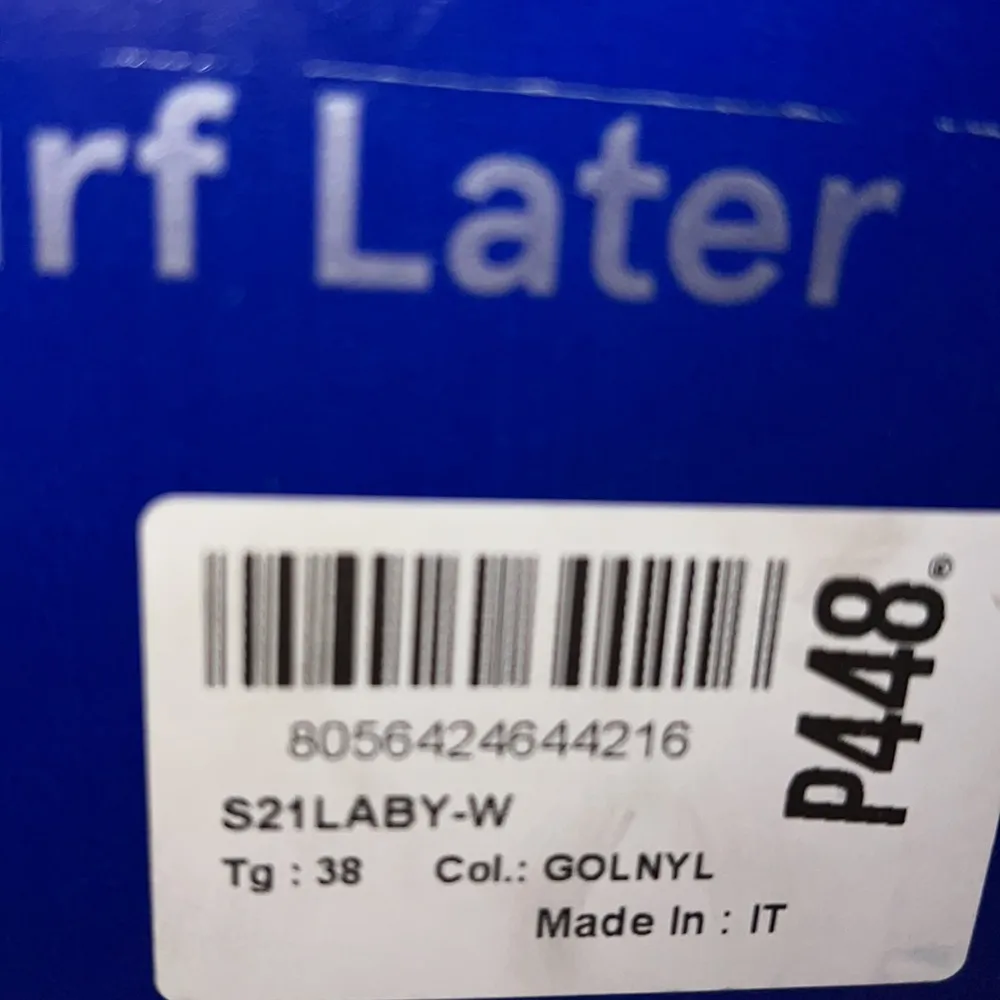 rf Later
P448®
8056424644216
S21LABY-W
Tg : 38 Col.: GOLNYL
Made In : IT